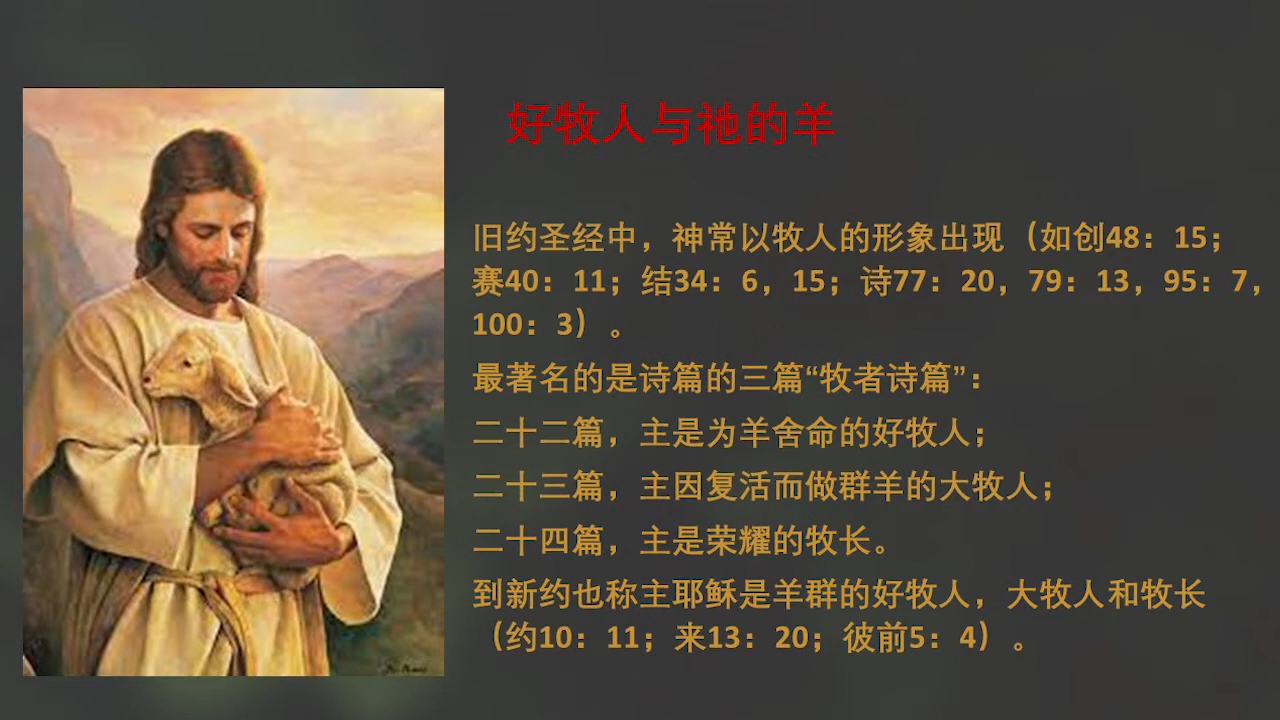 好牧人与祂的羊
旧约圣经中，神常以牧人的形象出现（如创48：15；
赛40：11；结34：6，15；诗77：20，79：13，95：7，
100：3）。
最著名的是诗篇的三篇“牧者诗篇”：
二十二篇，主是为羊舍命的好牧人；
二十三篇，主因复活而做群羊的大牧人；
二十四篇，主是荣耀的牧长。
到新约也称主耶稣是羊群的好牧人，大牧人和牧长
（约10：11；来13：20；彼前5：4）。